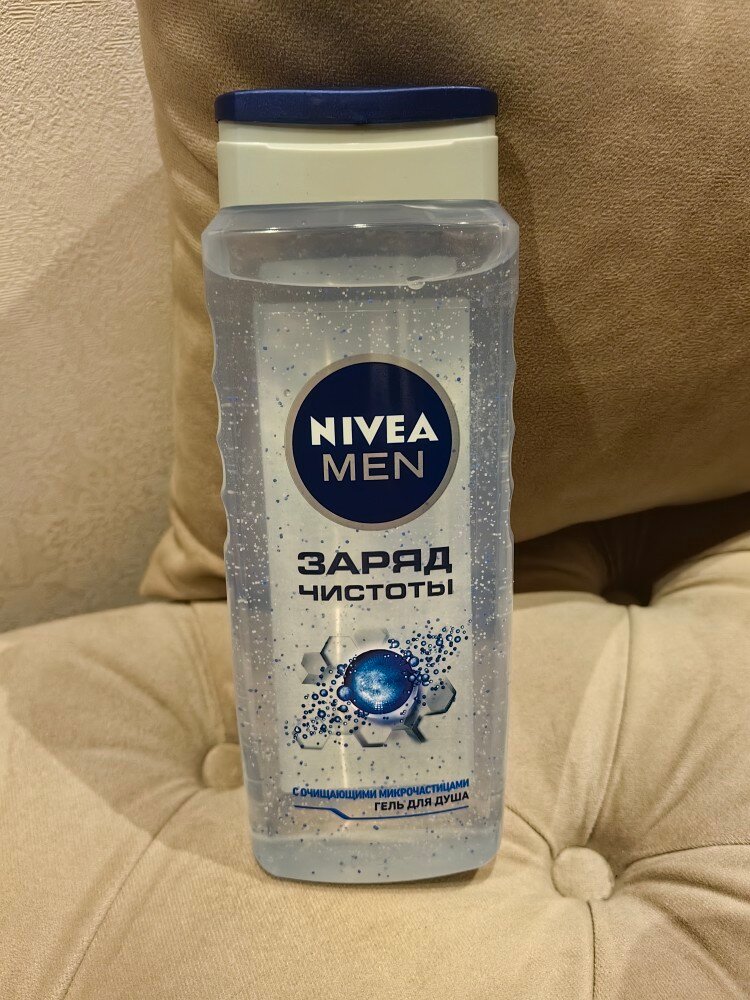 NIVEA
MEN
ЗАРЯД
ЧИСТОТЫ
С ОЧИЩАЮЩИМИ МИКРОЧАСТИЦАМИ
ГЕЛЬ ДЛЯ ДУША